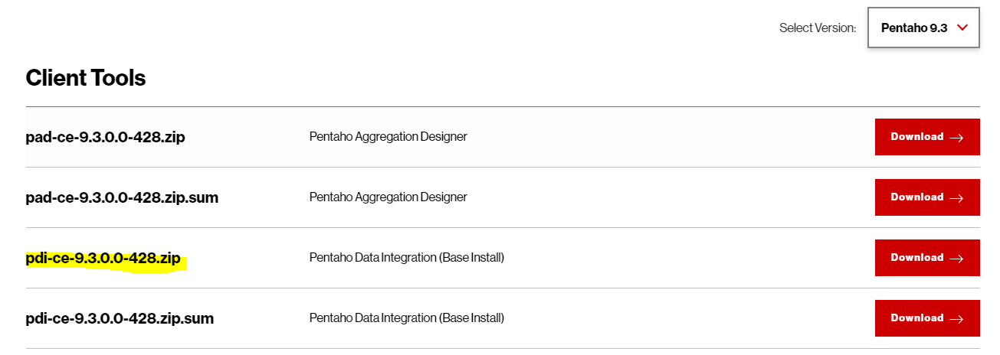 Select Version: Pentaho 9.3
Client Tools
pad-ce-9.3.0.0-428.zip Pentaho Aggregation Designer Download →
pad-ce-9.3.0.0-428.zip.sum Pentaho Aggregation Designer Download →
pdi-ce-9.3.0.0-428.zip Pentaho Data Integration (Base Install) Download →
pdi-ce-9.3.0.0-428.zip.sum Pentaho Data Integration (Base Install) Download →